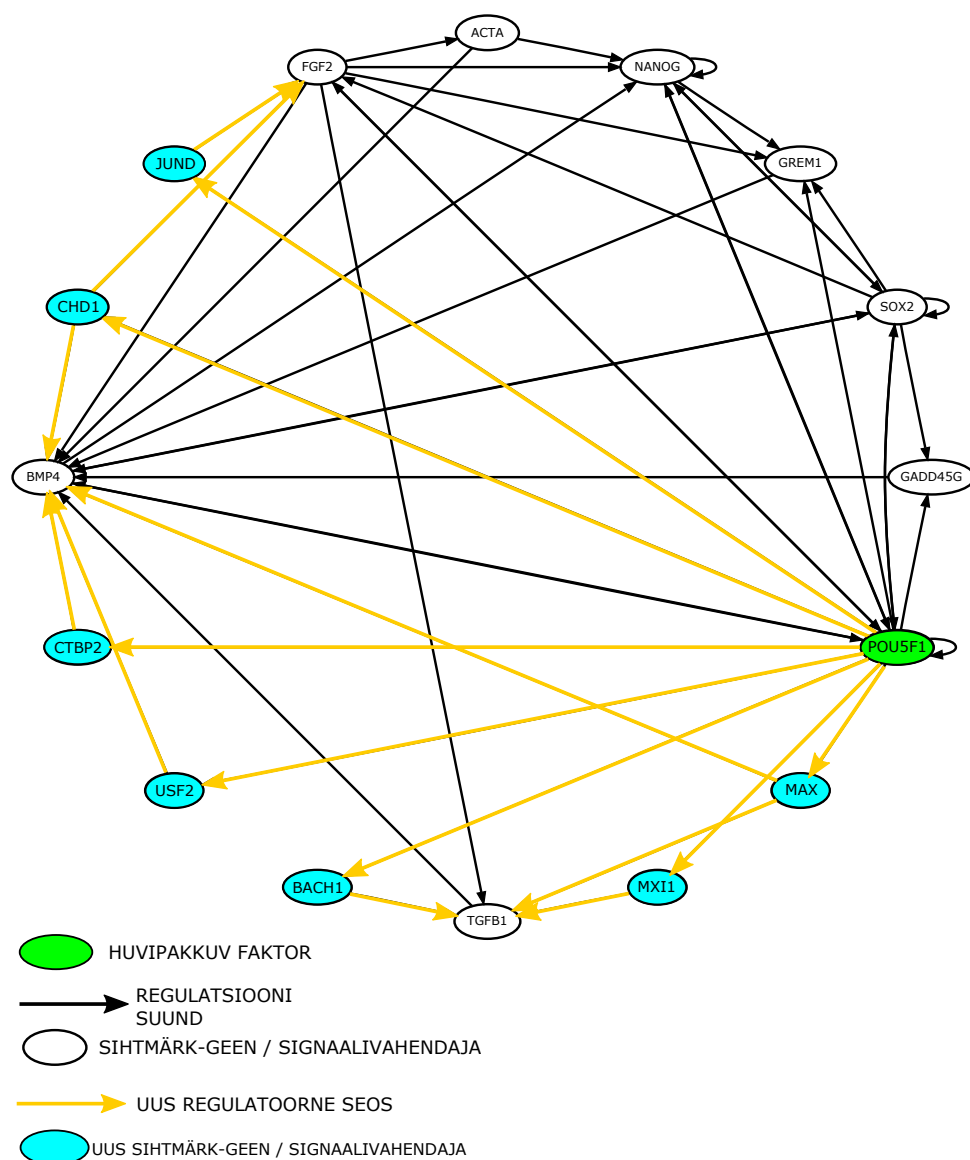 ACTA
FGF2
NANOG
JUND
GREM1
CHD1
SOX2
BMP4
GADD45G
CTBP2
POU5F1
USF2
MAX
BACH1
MXI1
TGFB1
HUVIPAKKUV FAKTOR
REGULATSIOONI
SUUND
SIHTMÄRK-GEEN / SIGNAALIVAHENDAJA
UUS REGULATOORNE SEOS
UUS SIHTMÄRK-GEEN / SIGNAALIVAHENDAJA